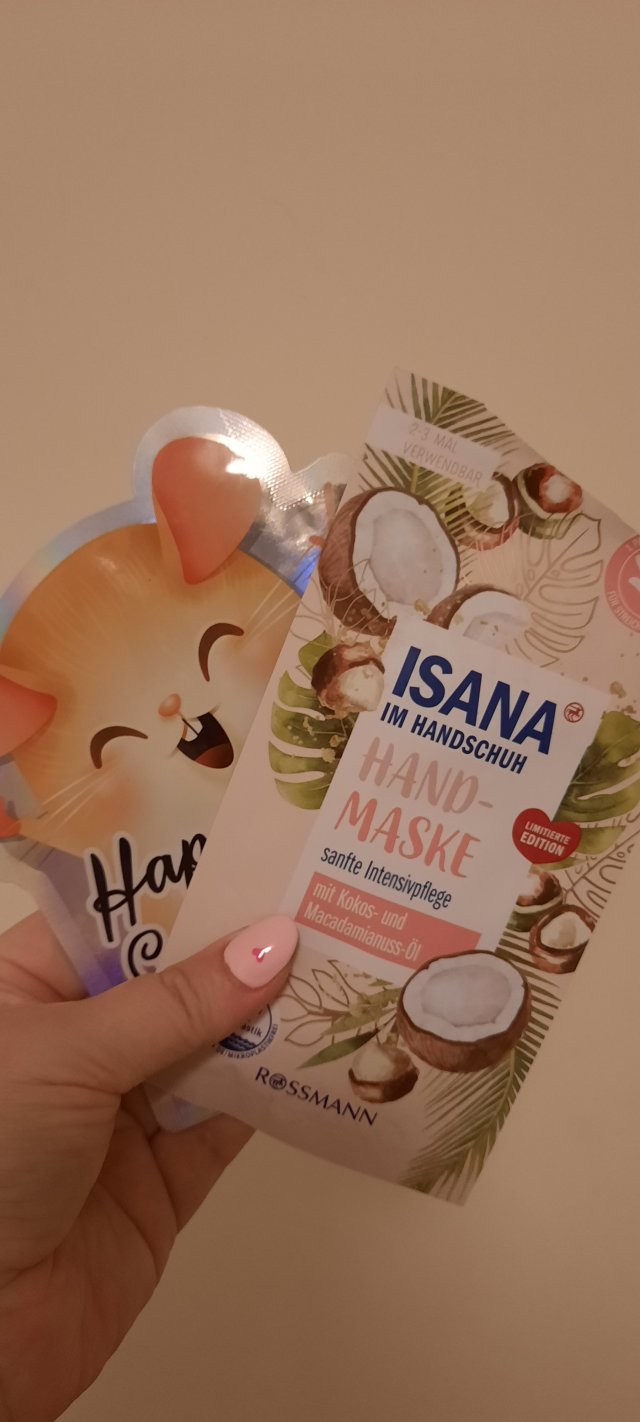 2-3 MAL
VERWENDBAR
ISANA
IM HANDSCHUH
HAND-
MASKE
LIMITIERTE
EDITION
sanfte Intensivpflege
mit Kokos- und
Macadamianuss-Öl
ROSSMANN
Hap